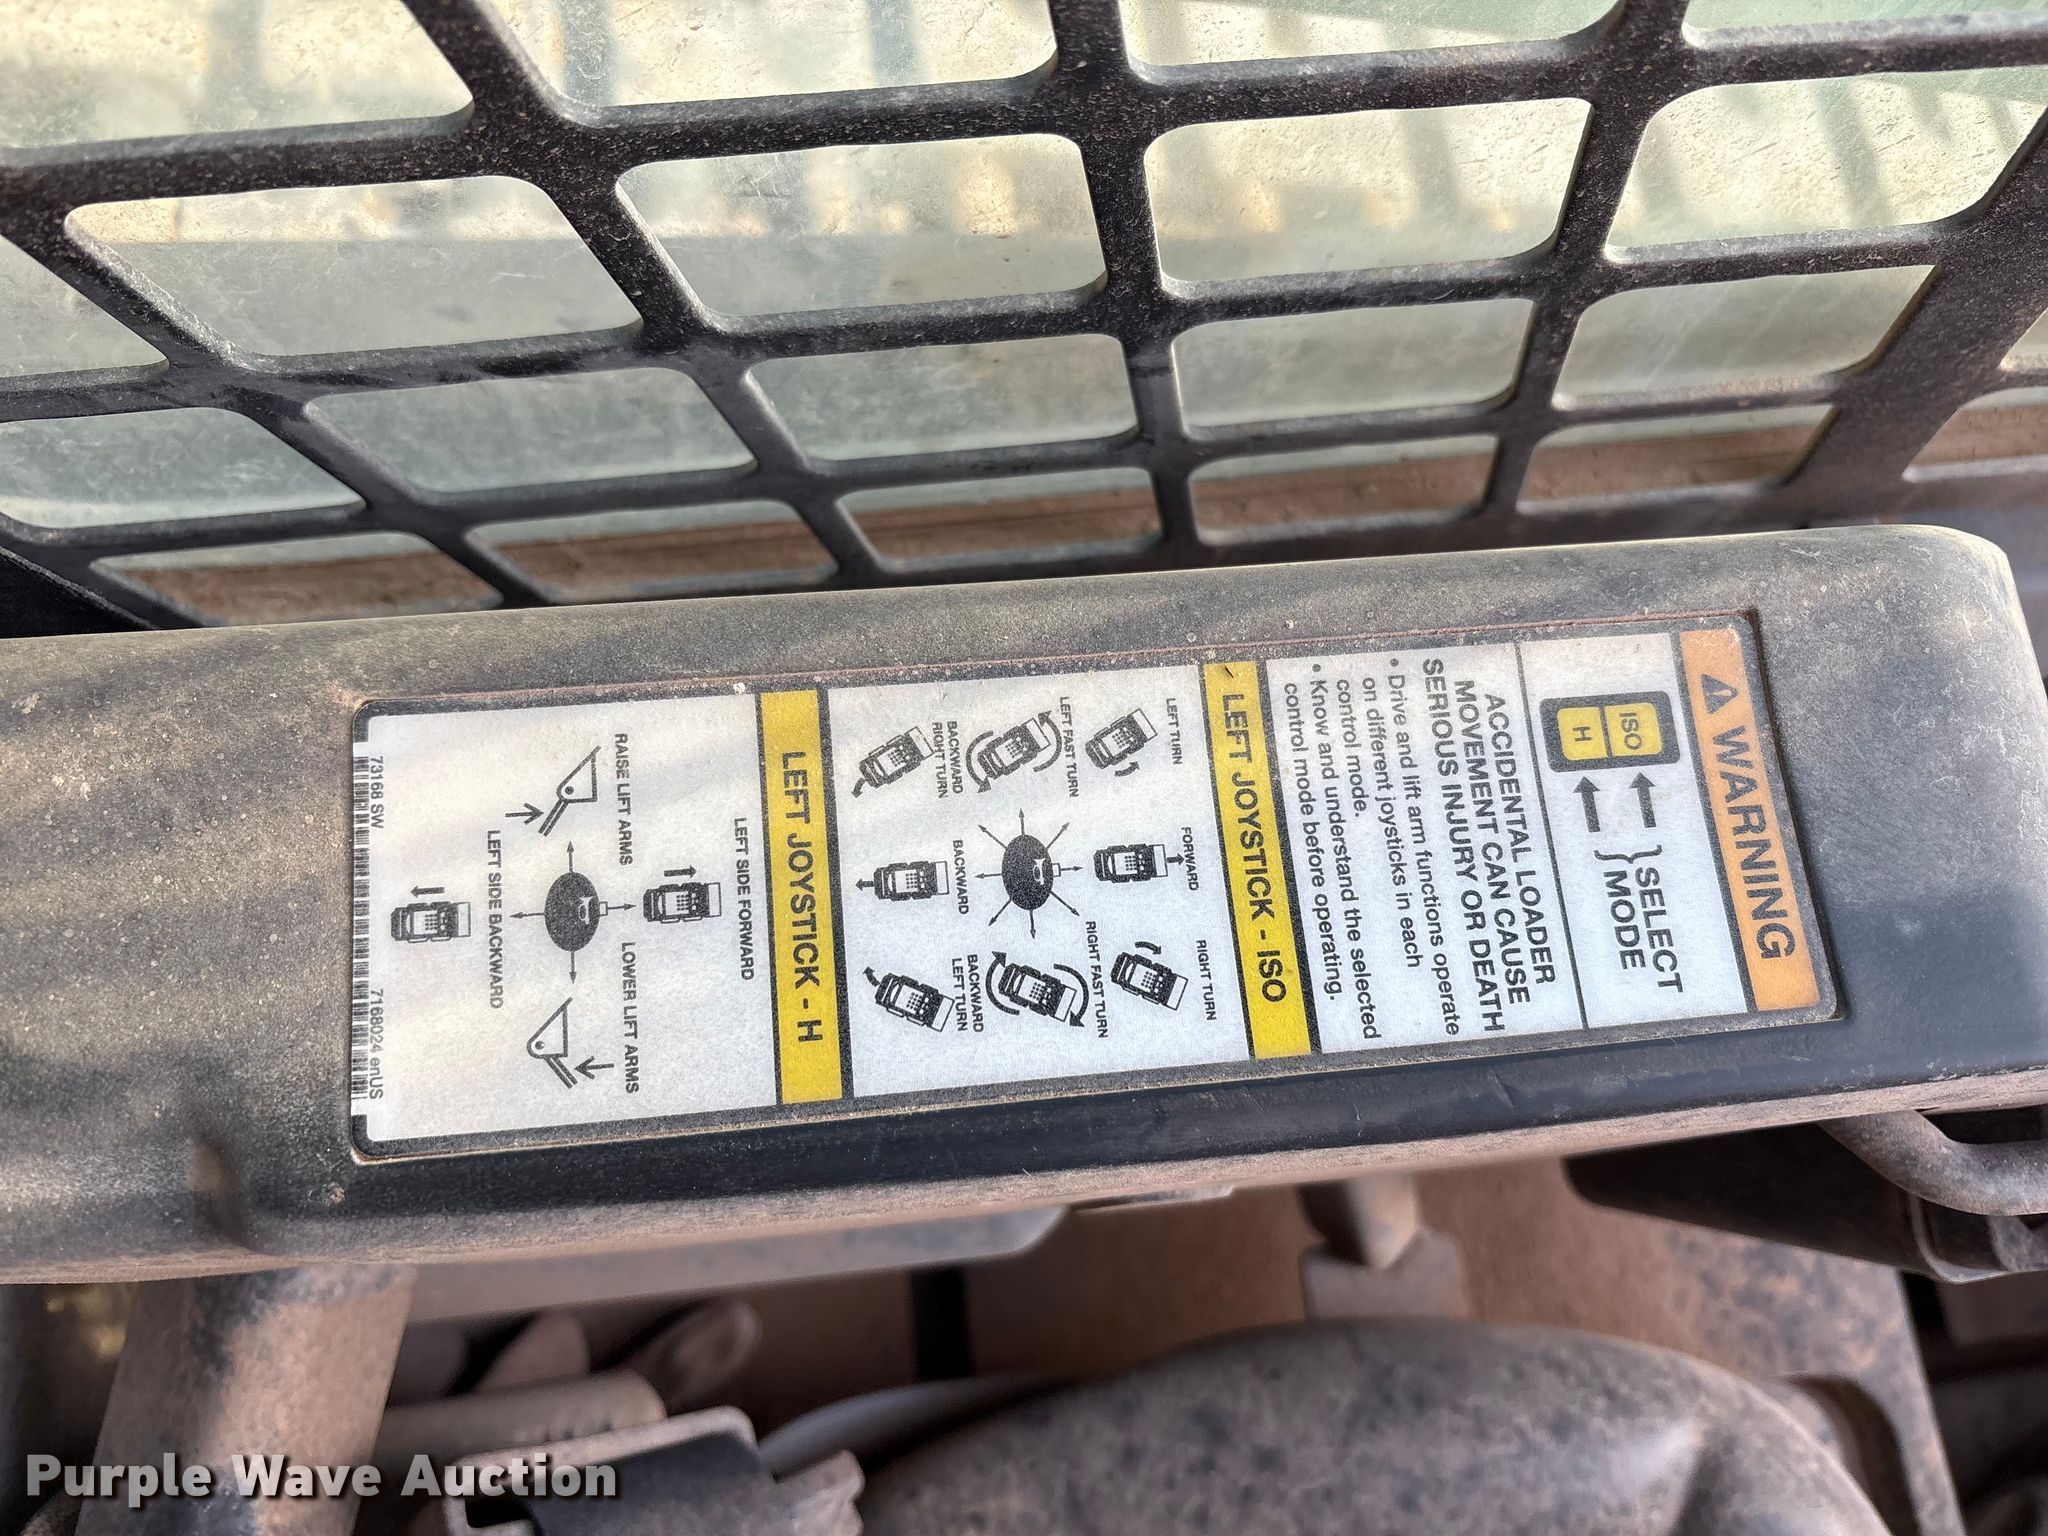 WARNING
ISO
H
SELECT
MODE
ACCIDENTAL LOADER
MOVEMENT CAN CAUSE
SERIOUS INJURY OR DEATH
• Drive and lift arm functions operate
on different joysticks in each
control mode.
• Know and understand the selected
control mode before operating.
LEFT JOYSTICK - ISO
LEFT TURN
FORWARD
RIGHT TURN
LEFT FAST TURN
RIGHT FAST TURN
BACKWARD
RIGHT TURN
BACKWARD
BACKWARD
LEFT TURN
LEFT JOYSTICK - H
LEFT SIDE FORWARD
RAISE LIFT ARMS
LOWER LIFT ARMS
LEFT SIDE BACKWARD
73168 SW
7168024 enUS
Purple Wave Auction